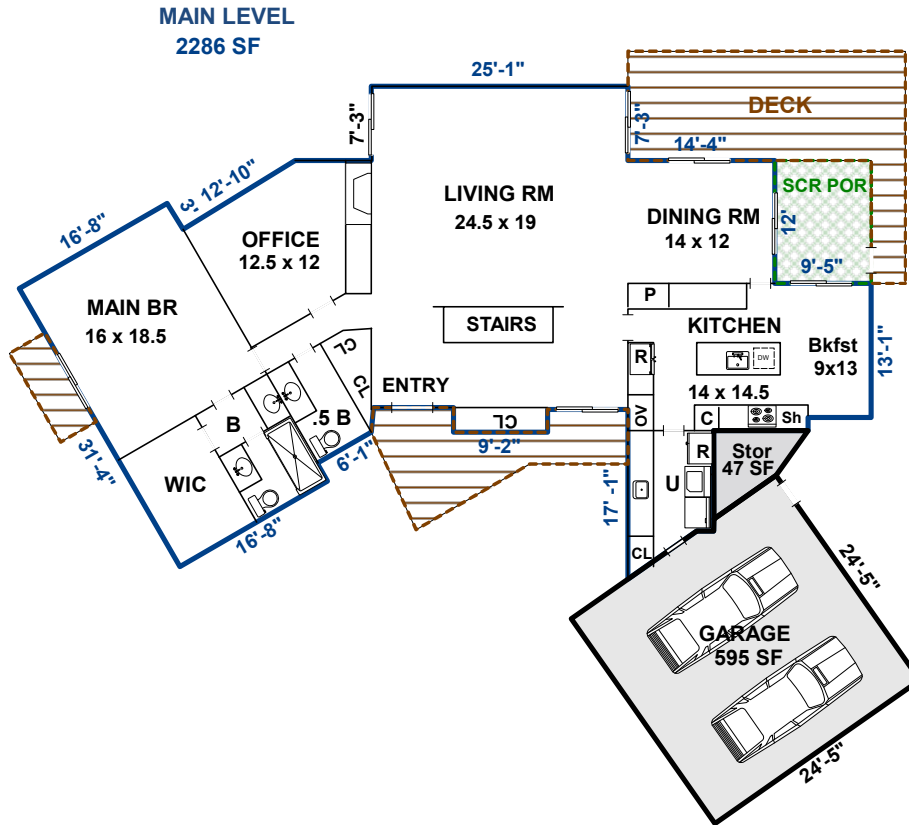 MAIN LEVEL
2286 SF
25'-1"
7'-3"
7'-3"
DECK
14'-4"
3'-
12'-10"
16'-8"
LIVING RM
24.5 x 19
SCR POR
DINING RM
14 x 12
12'
OFFICE
12.5 x 12
9'-5"
MAIN BR
16 x 18.5
P
STAIRS
KITCHEN
Bkfst
9x13
13'-1"
R
DW
CL
CL
ENTRY
14 x 14.5
OV
C
Sh
B
.5 B
CL
9'-2"
31'-4"
6'-1"
R
Stor
47 SF
WIC
17' -1"
U
16'-8"
CL
24'-5"
GARAGE
595 SF
24'-5"